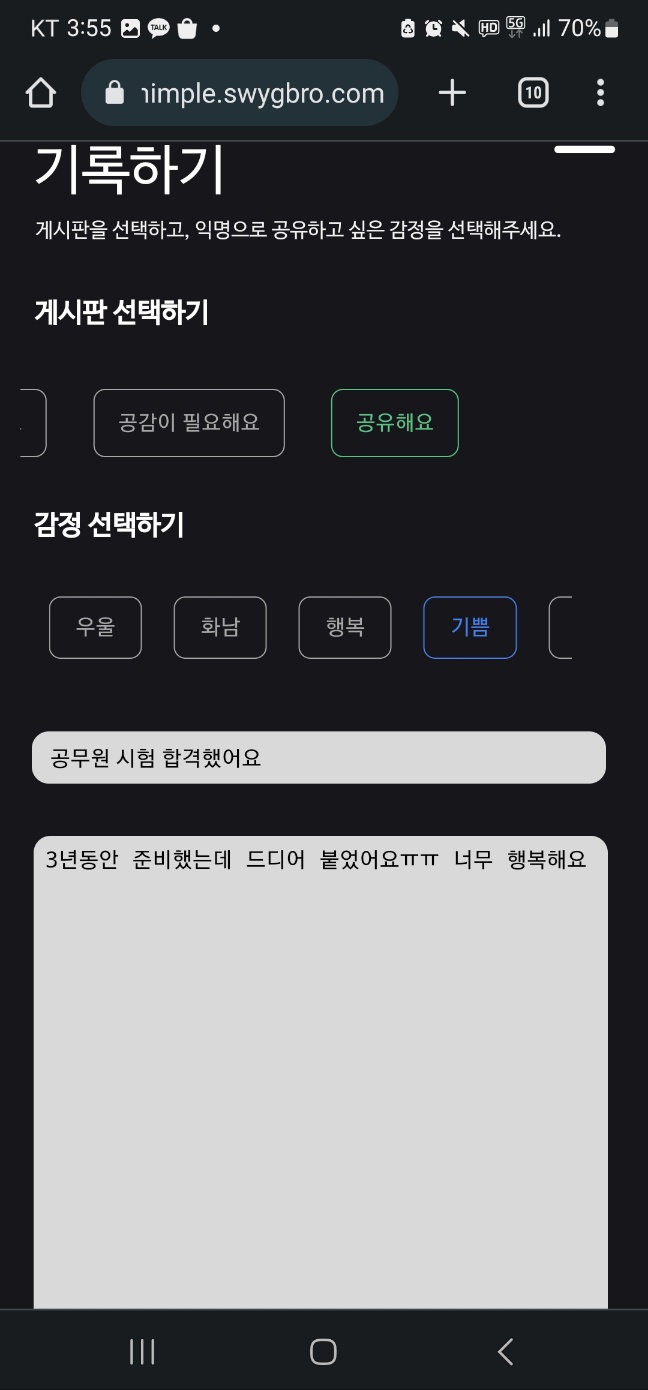 KT 3:55 TALK HD 5G 70%
nimple.swygbro.com 10
기록하기
게시판을 선택하고, 익명으로 공유하고 싶은 감정을 선택해주세요.
게시판 선택하기
공감이 필요해요 공유해요
감정 선택하기
우울 화남 행복 기쁨
공무원 시험 합격했어요
3년동안 준비했는데 드디어 붙었어요ㅠㅠ 너무 행복해요